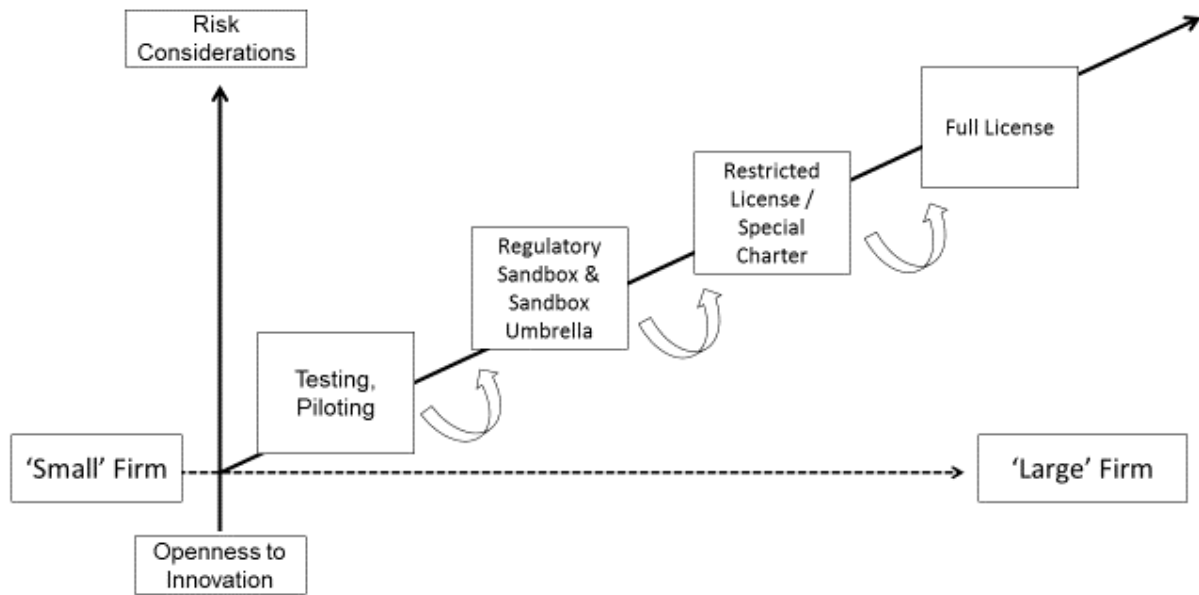 Risk
Considerations
Full License
Restricted
License /
Special
Charter
Regulatory
Sandbox &
Sandbox
Umbrella
Testing,
Piloting
‘Small’ Firm
‘Large’ Firm
Openness to
Innovation